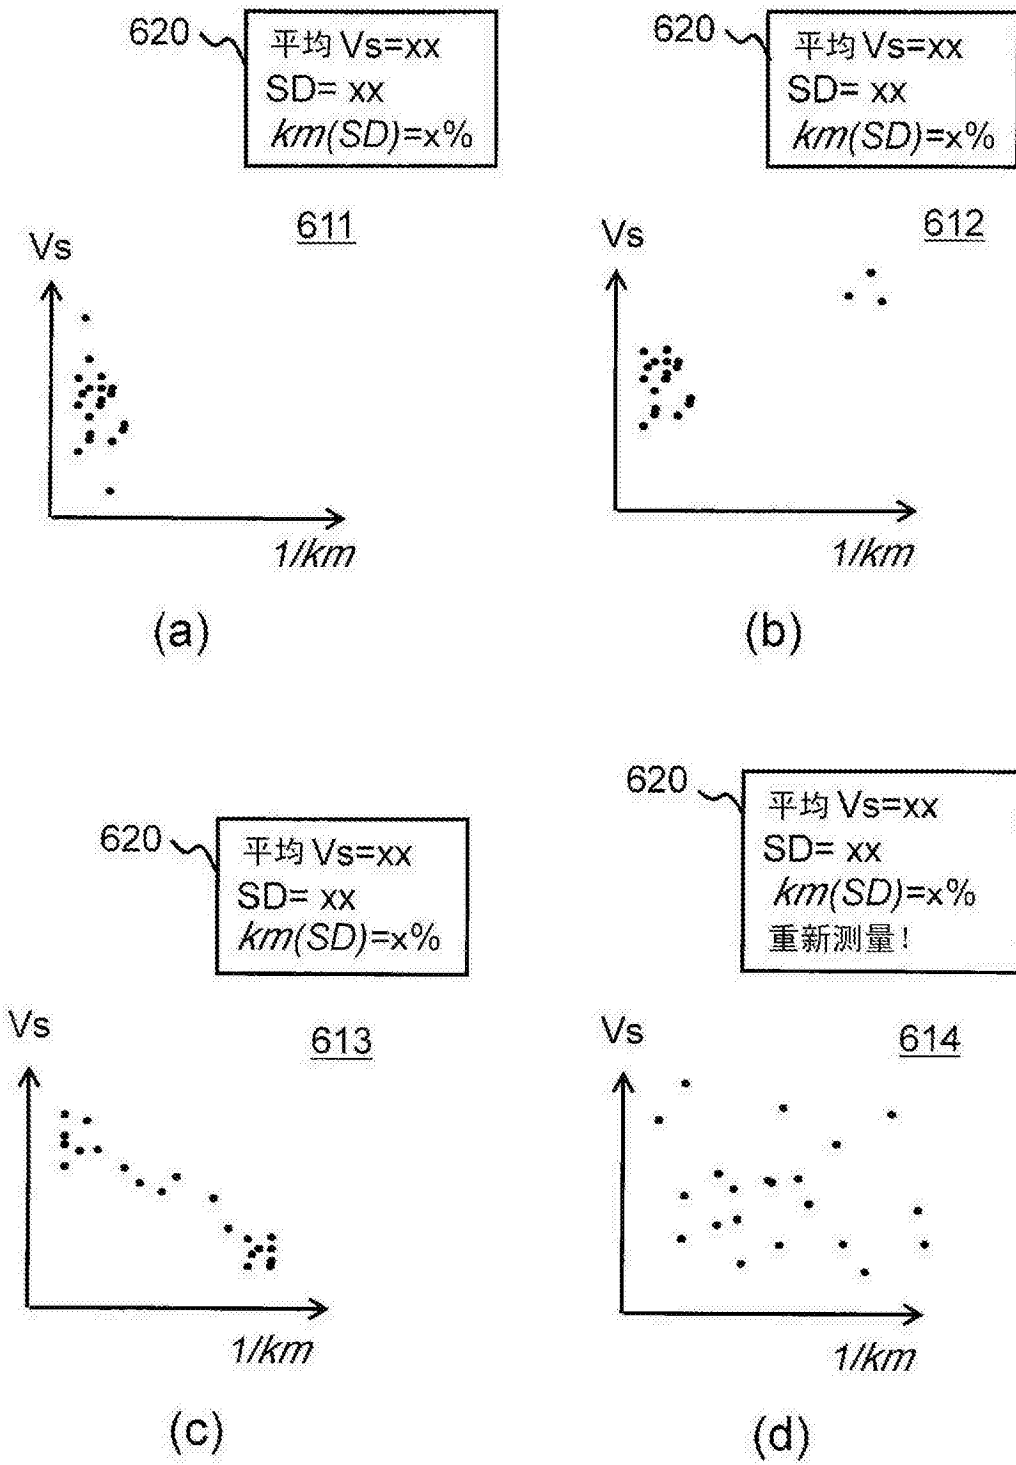 620
平均 Vs=xx
SD= xx
km(SD)=x%
611
Vs
1/km
(a)
620
平均 Vs=xx
SD= xx
km(SD)=x%
612
Vs
1/km
(b)
620
平均 Vs=xx
SD= xx
km(SD)=x%
613
Vs
1/km
(c)
620
平均 Vs=xx
SD= xx
km(SD)=x%
重新测量!
614
Vs
1/km
(d)